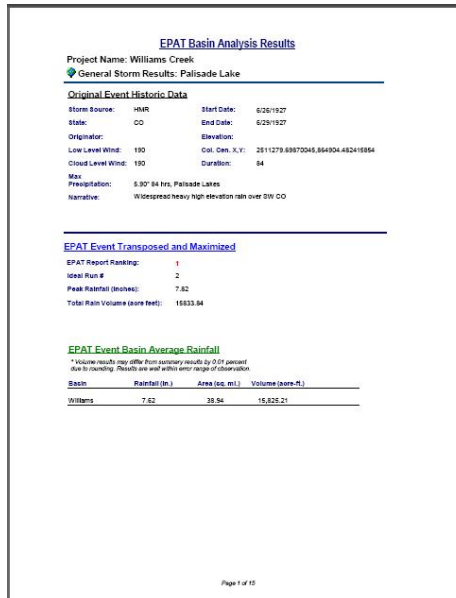 EPAT Basin Analysis Results
Project Name: Williams Creek
General Storm Results: Palisade Lake
Original Event Historic Data
Storm Source: HMR Start Date: 6/26/1927
State: CO End Date: 6/29/1927
Originator: Elevation:
Low Level Wind: 190 Col. Cen. X,Y: 2511279.69870045,864904.482415854
Cloud Level Wind: 190 Duration: 84
Max
Precipitation: 5.90" 84 hrs, Palisade Lakes
Narrative: Widespread heavy high elevation rain over SW CO
EPAT Event Transposed and Maximized
EPAT Report Ranking: 1
Ideal Run # 2
Peak Rainfall (inches): 7.62
Total Rain Volume (acre feet): 15833.84
EPAT Event Basin Average Rainfall
* Volume results may differ from summery results by 0.01 percent
due to rounding. Results are well within error range of observation.
Basin Rainfall (in.) Area (sq. mi.) Volume (acre-ft.)
Williams 7.62 38.94 15,825.21
Page 1 of 15